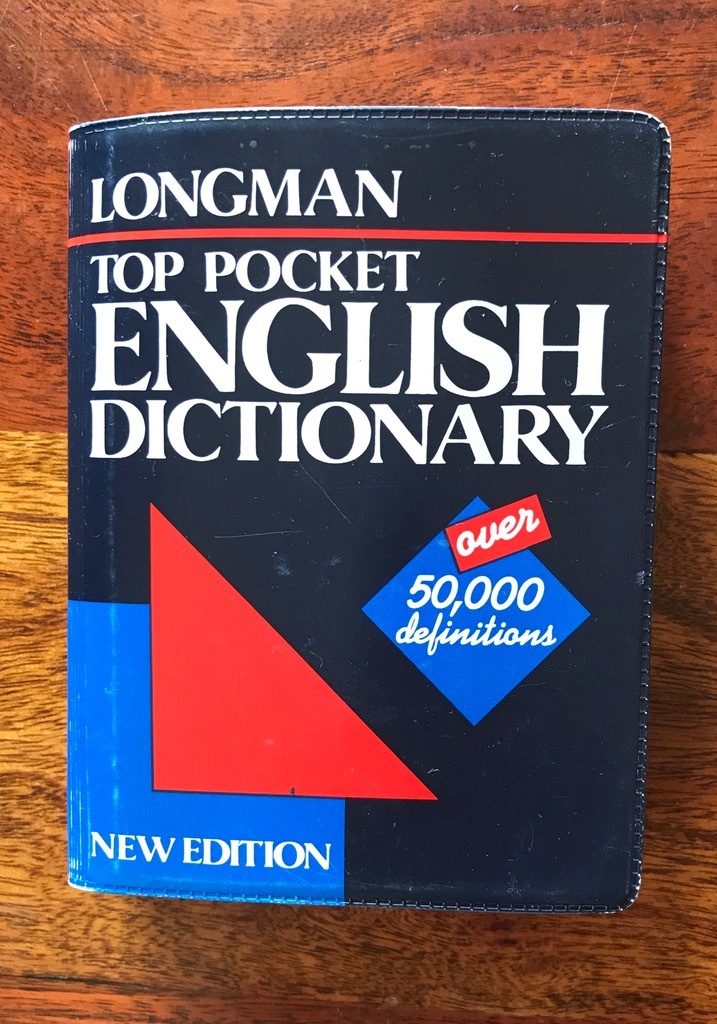 LONGMAN
TOP POCKET
ENGLISH
DICTIONARY
over
50,000
definitions
NEW EDITION